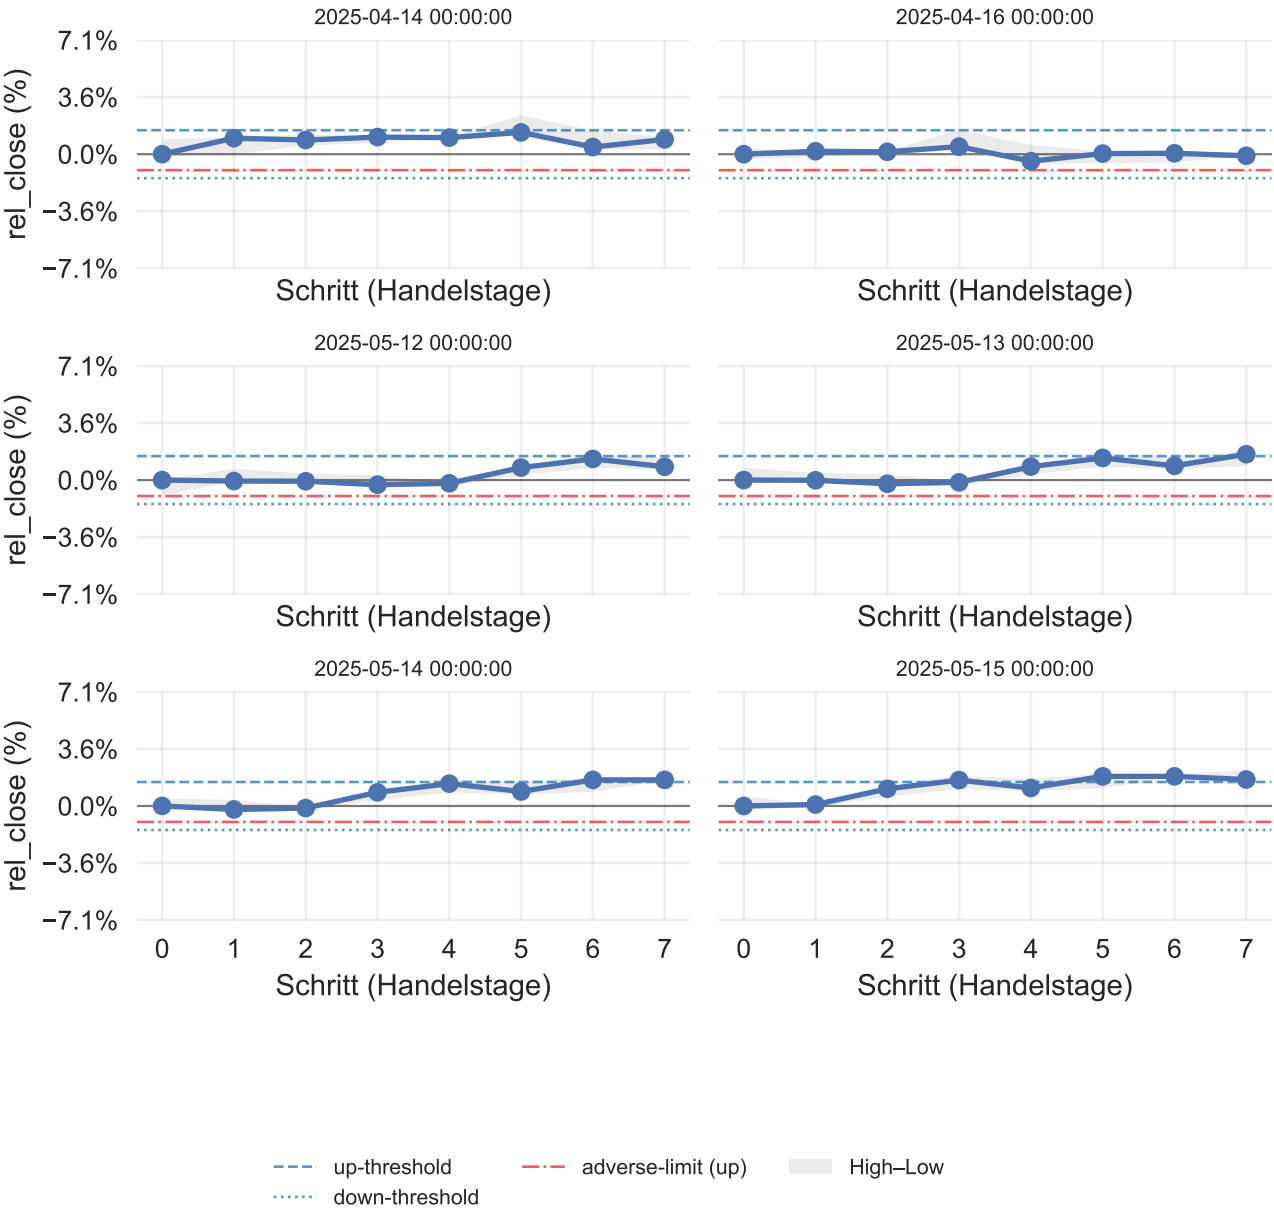 2025-04-14 00:00:00
2025-04-16 00:00:00
7.1%
3.6%
0.0%
−3.6%
−7.1%
rel_close (%)
Schritt (Handelstage)
Schritt (Handelstage)
2025-05-12 00:00:00
2025-05-13 00:00:00
7.1%
3.6%
0.0%
−3.6%
−7.1%
rel_close (%)
Schritt (Handelstage)
Schritt (Handelstage)
2025-05-14 00:00:00
2025-05-15 00:00:00
7.1%
3.6%
0.0%
−3.6%
−7.1%
rel_close (%)
0 1 2 3 4 5 6 7
0 1 2 3 4 5 6 7
Schritt (Handelstage)
Schritt (Handelstage)
up-threshold
down-threshold
adverse-limit (up)
High–Low